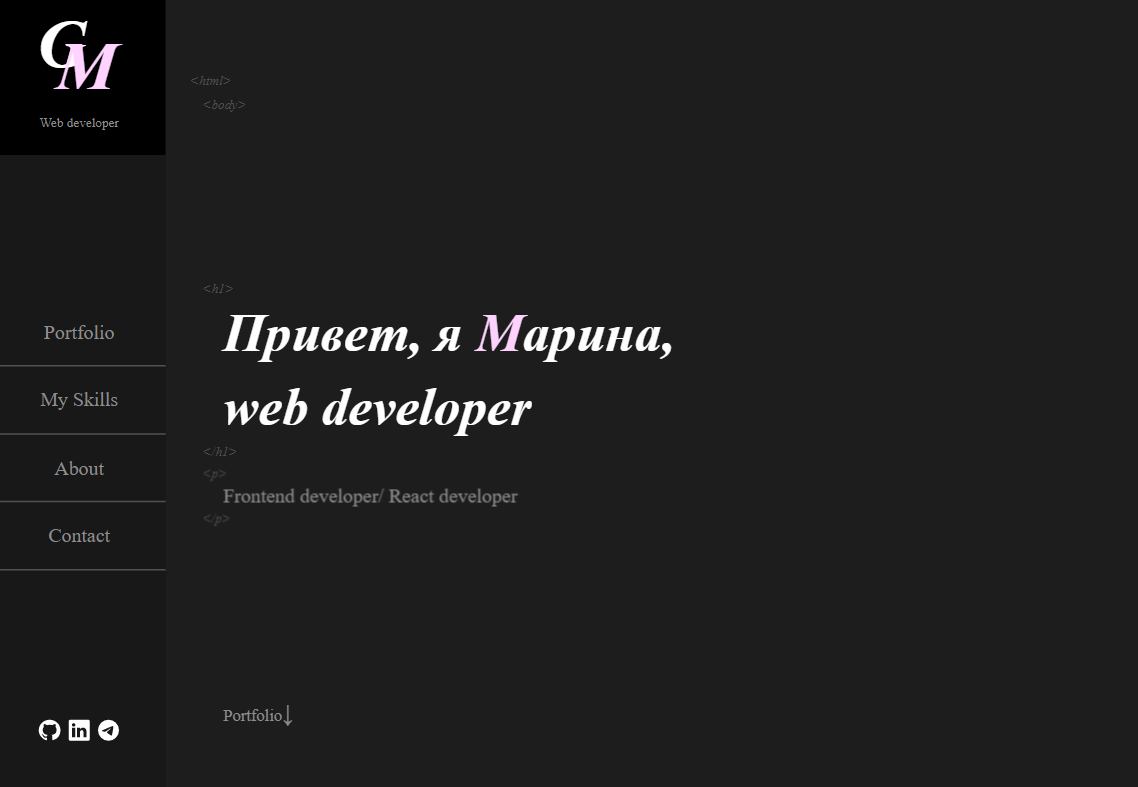 CM
Web developer
Portfolio
My Skills
About
Contact
<html>
<body>
<h1>
Привет, я Марина,
web developer
</h1>
<p>
Frontend developer/ React developer
</p>
Portfolio↓
in